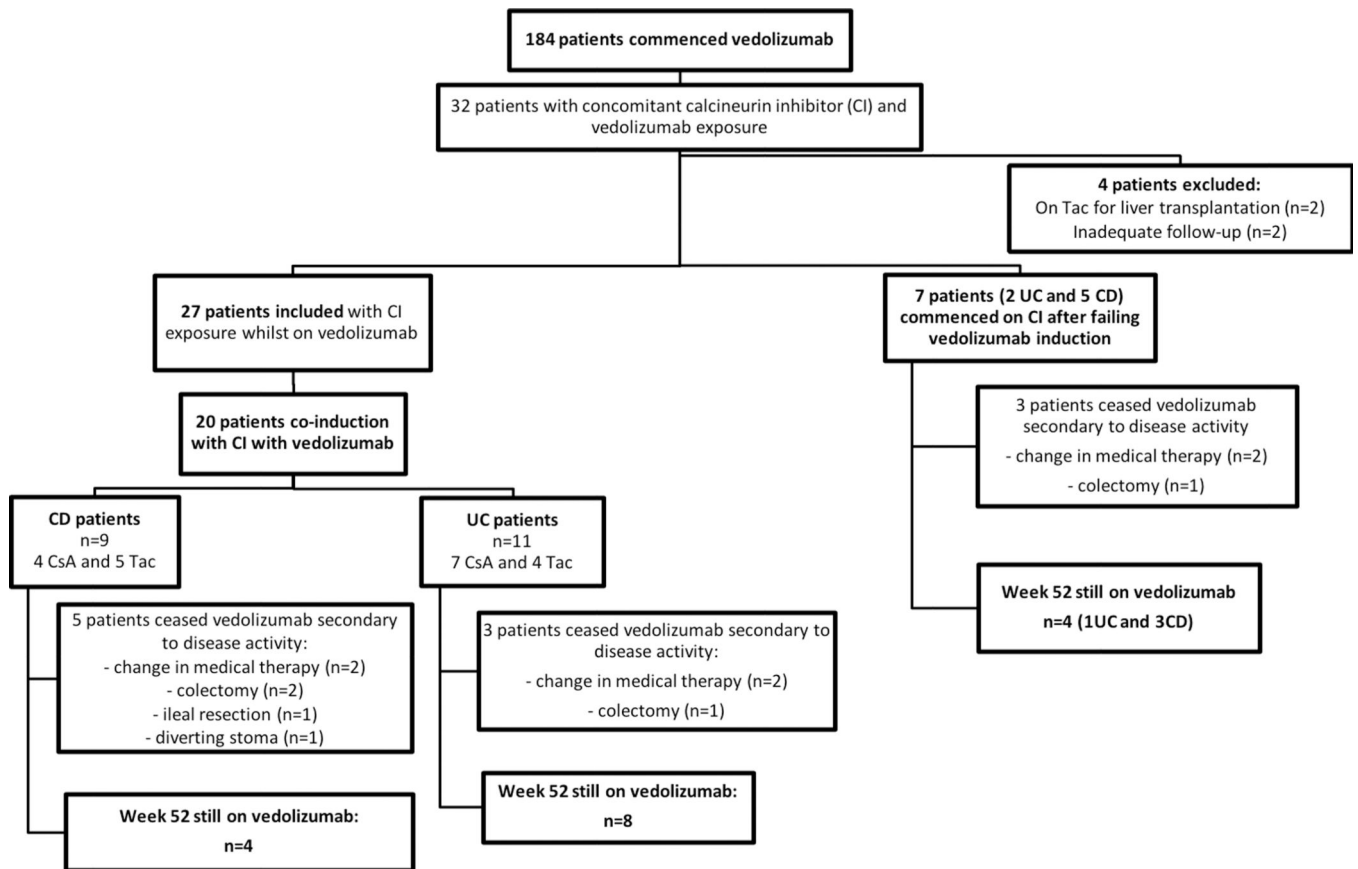 184 patients commenced vedolizumab
32 patients with concomitant calcineurin inhibitor (CI) and
vedolizumab exposure
4 patients excluded:
On Tac for liver transplantation (n=2)
Inadequate follow-up (n=2)
27 patients included with CI
exposure whilst on vedolizumab
7 patients (2 UC and 5 CD)
commenced on CI after failing
vedolizumab induction
20 patients co-induction
with CI with vedolizumab
3 patients ceased vedolizumab
secondary to disease activity
- change in medical therapy (n=2)
- colectomy (n=1)
CD patients
n=9
4 CsA and 5 Tac
UC patients
n=11
7 CsA and 4 Tac
Week 52 still on vedolizumab
n=4 (1UC and 3CD)
5 patients ceased vedolizumab secondary
to disease activity:
- change in medical therapy (n=2)
- colectomy (n=2)
- ileal resection (n=1)
- diverting stoma (n=1)
3 patients ceased vedolizumab secondary to
disease activity:
- change in medical therapy (n=2)
- colectomy (n=1)
Week 52 still on vedolizumab:
n=4
Week 52 still on vedolizumab:
n=8